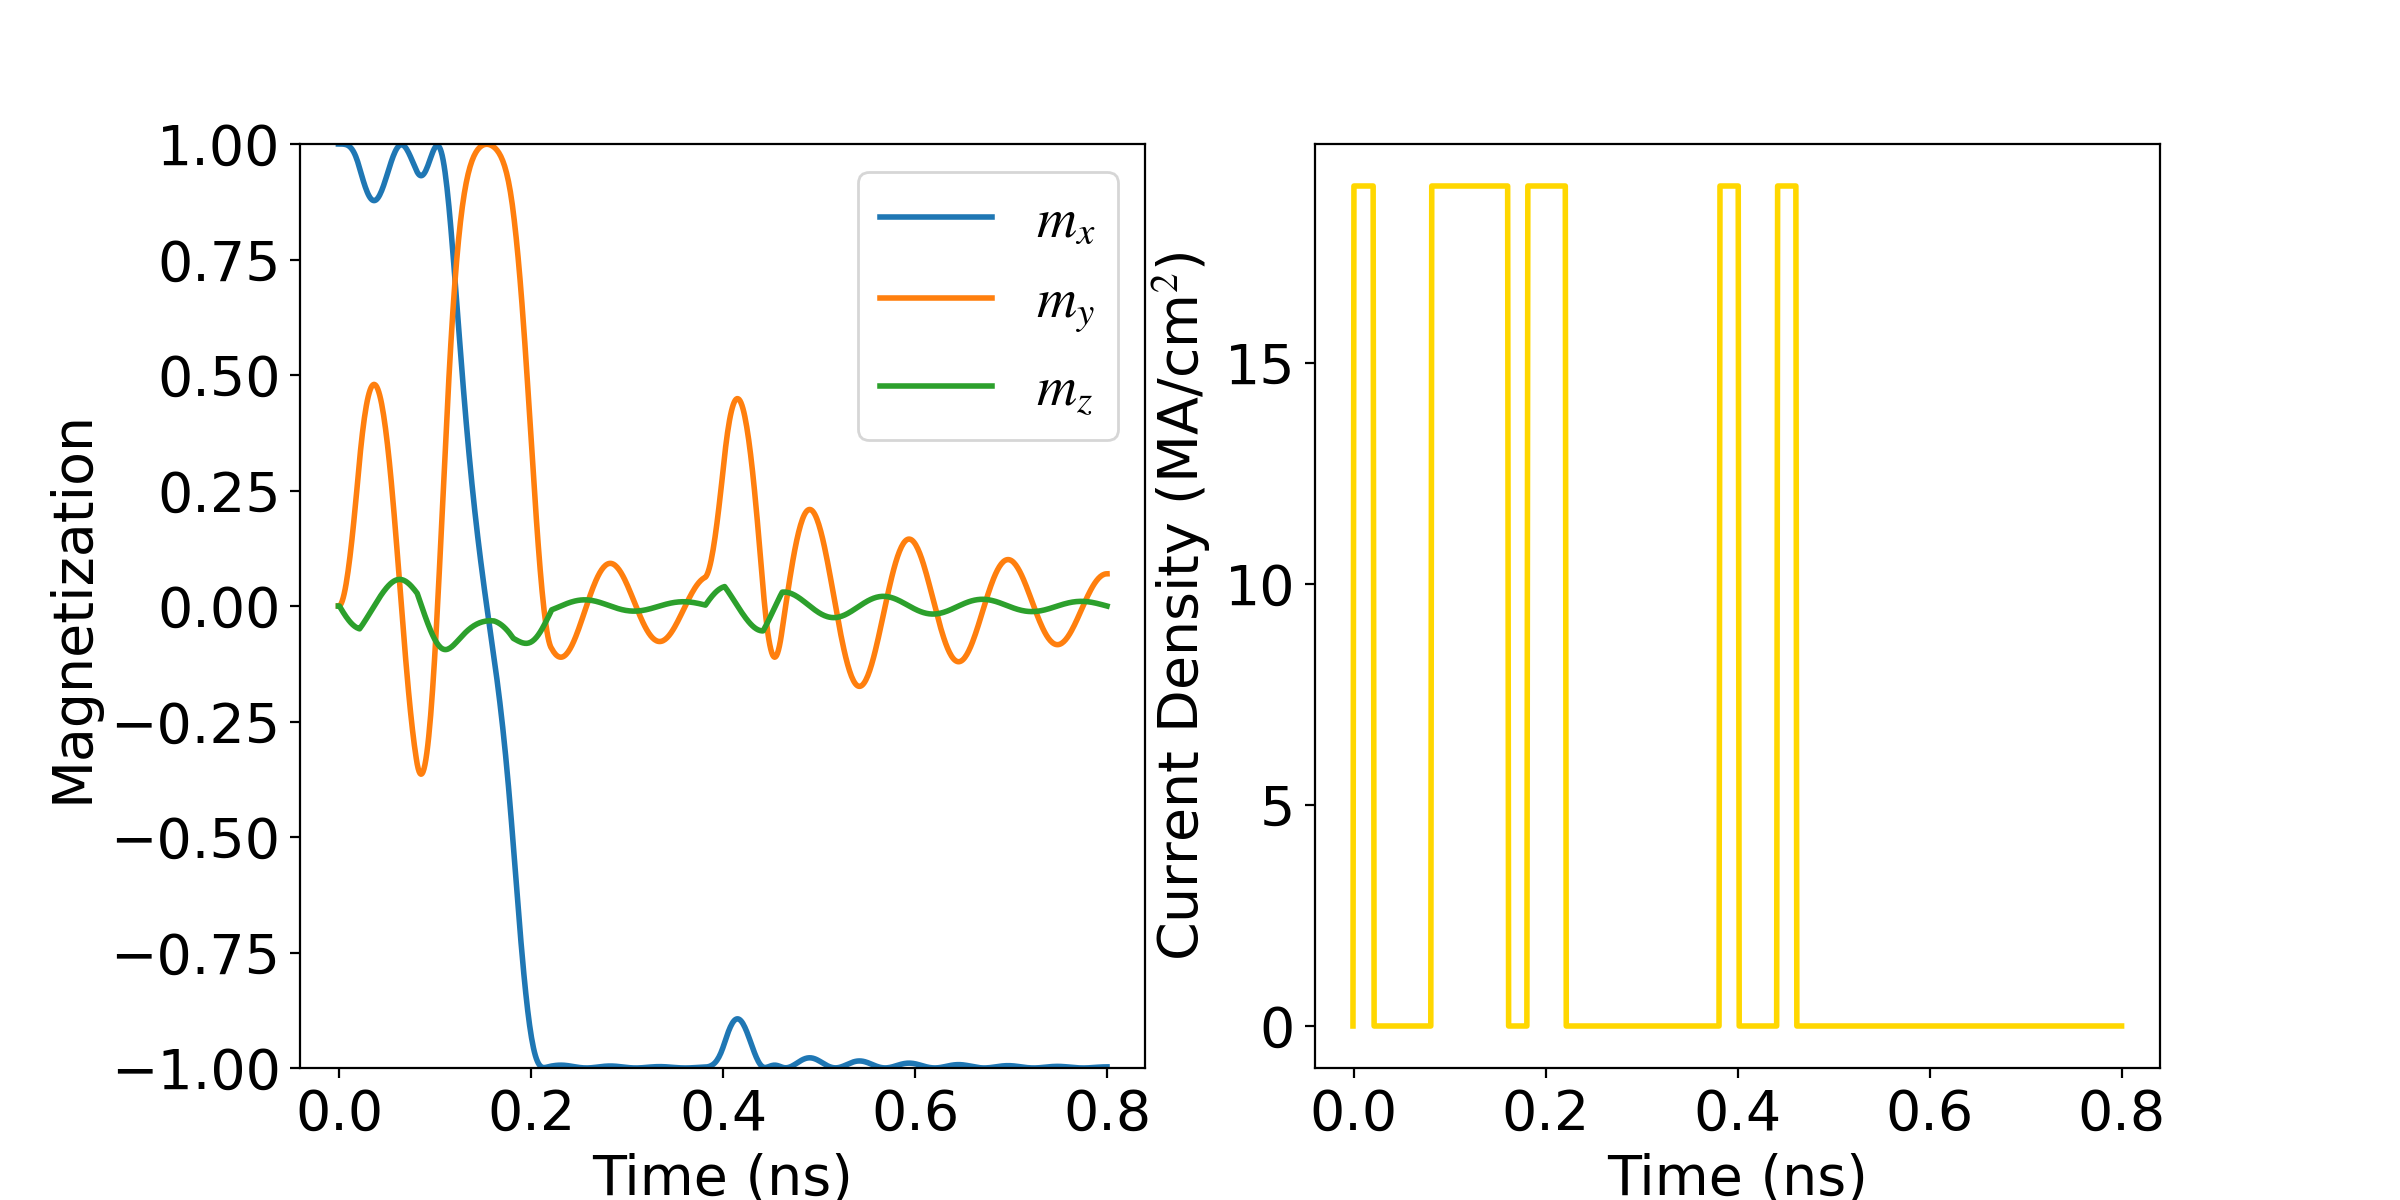 Magnetization
1.00
0.75
0.50
0.25
0.00
−0.25
−0.50
−0.75
−1.00
0.0 0.2 0.4 0.6 0.8
Time (ns)
m_x
m_y
m_z
Current Density (MA/cm²)
15
10
5
0
0.0 0.2 0.4 0.6 0.8
Time (ns)